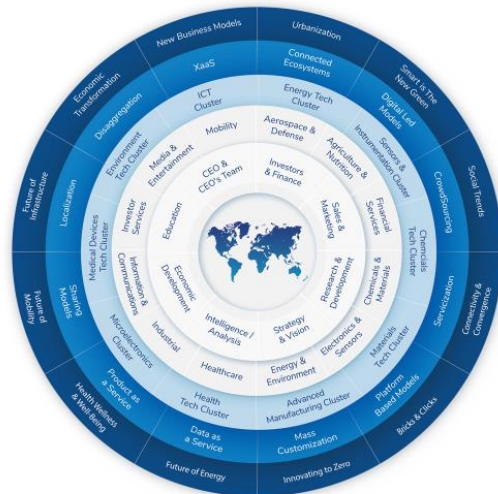 New Business Models
Urbanization
Smart is The
New Green
Social Trends
Connectivity &
Convergence
Bricks & Clicks
Innovating to Zero
Future of Energy
Health Wellness
& Well-Being
Future of
Mobility
Future of
Infrastructure
Economic
Transformation
XaaS
Connected
Ecosystems
Digital Led
Models
CrowdSourcing
Servicization
Platform
Based Models
Mass
Customization
Data as
a Service
Product as
a Service
Sharing
Models
Localization
Disaggregation
ICT
Cluster
Energy Tech
Cluster
Sensors &
Instrumentation Cluster
Chemcials
Tech Cluster
Materials
Tech Cluster
Advanced
Manufacturing Cluster
Health
Tech Cluster
Microelectronics
Cluster
Medical Devices
Tech Cluster
Environment
Tech Cluster
Mobility
Aerospace &
Defense
Agriculture &
Nutrition
Financial
Services
Chemicals &
Materials
Electronics &
Sensors
Energy &
Environment
Healthcare
Industrial
Information &
Communications
Investor
Services
Media &
Entertainment
CEO &
CEO's Team
Investors
& Finance
Sales &
Marketing
Research &
Development
Strategy
& Vision
Intelligence /
Analysis
Economic
Development
Education